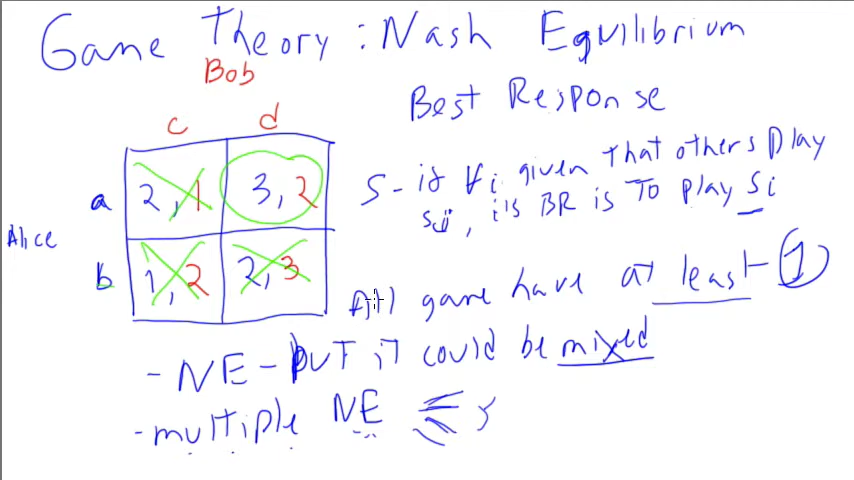 Game Theory : Nash Equilibrium
Bob
Best Response
c d
a 2, 1 3, 2
Alice
b 1, 2 2, 3
S - if ∀i given that others play
i's BR is to play Si
All game have at least 1
- NE - but it could be mixed
- multiple NE